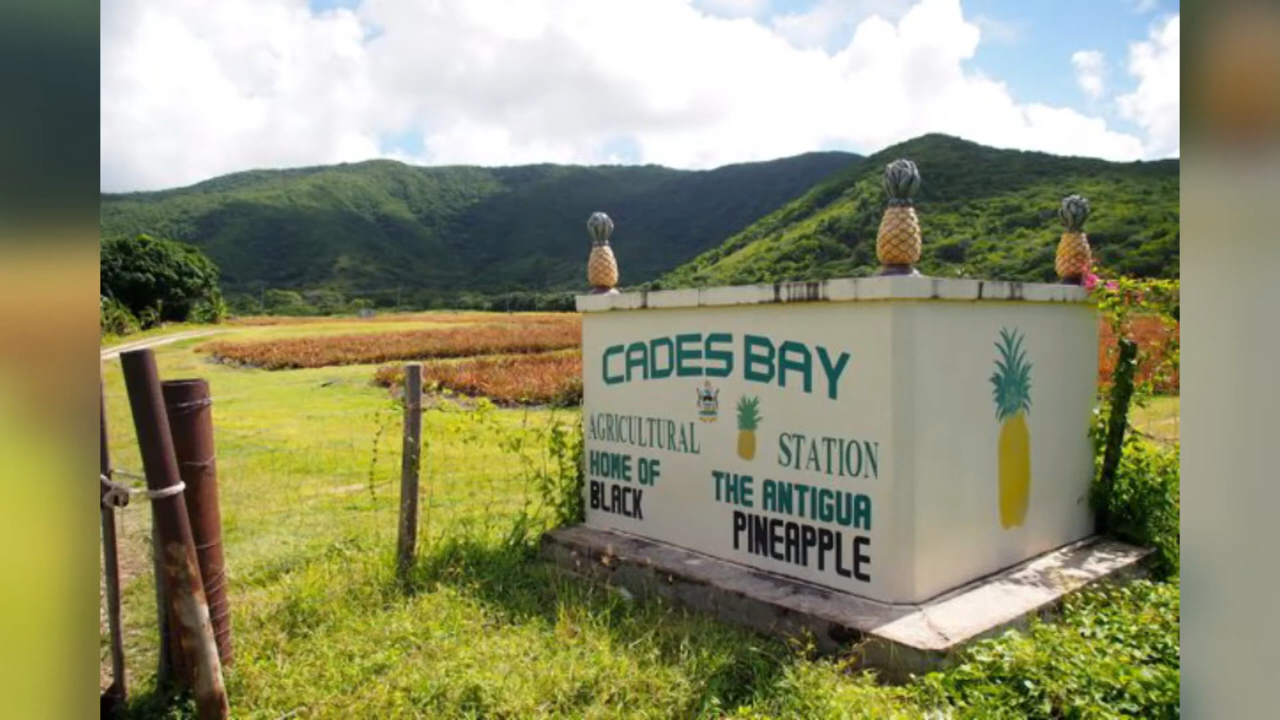 CADES BAY
AGRICULTURAL STATION
HOME OF THE ANTIGUA
BLACK PINEAPPLE